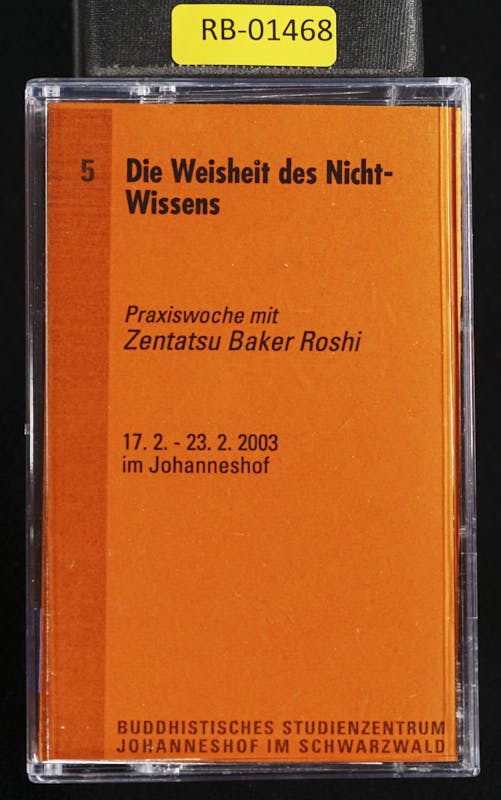 RB-01468
5 Die Weisheit des Nicht-
Wissens
Praxiswoche mit
Zentatsu Baker Roshi
17. 2. - 23. 2. 2003
im Johanneshof
BUDDHISTISCHES STUDIENZENTRUM
JOHANNESHOF IM SCHWARZWALD